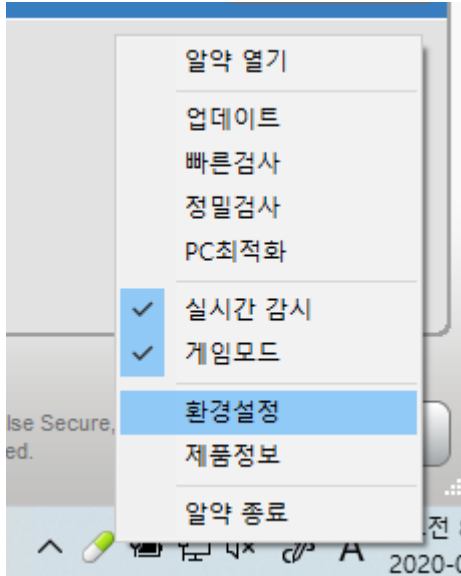 알약 열기
업데이트
빠른검사
정밀검사
PC최적화
실시간 감시
게임모드
환경설정
lse Secure,
ed.
제품정보
알약 종료
A
전
2020-0